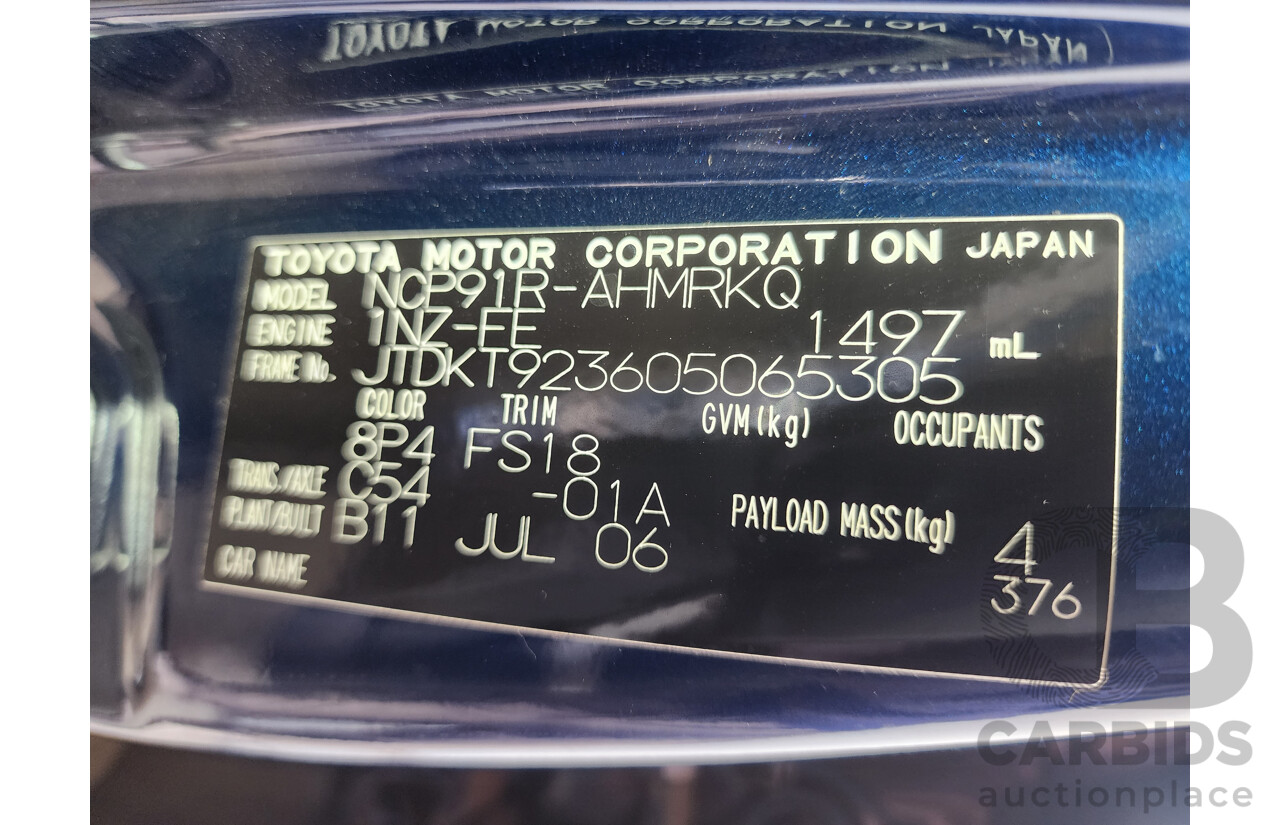 TOYOTA MOTOR CORPORATION JAPAN
MODEL NCP91R-AHMRKQ
ENGINE 1NZ-FE 1497 mL
FRAME No. JTDKT923605065305
COLOR TRIM GVM(kg) OCCUPANTS
8P4 FS18
TRANS./AXLE C54 -01A PAYLOAD MASS(kg) 4
PLANT/BUILT B11 JUL 06 376
CAR NAME
B
CARBIDS
auctionplace